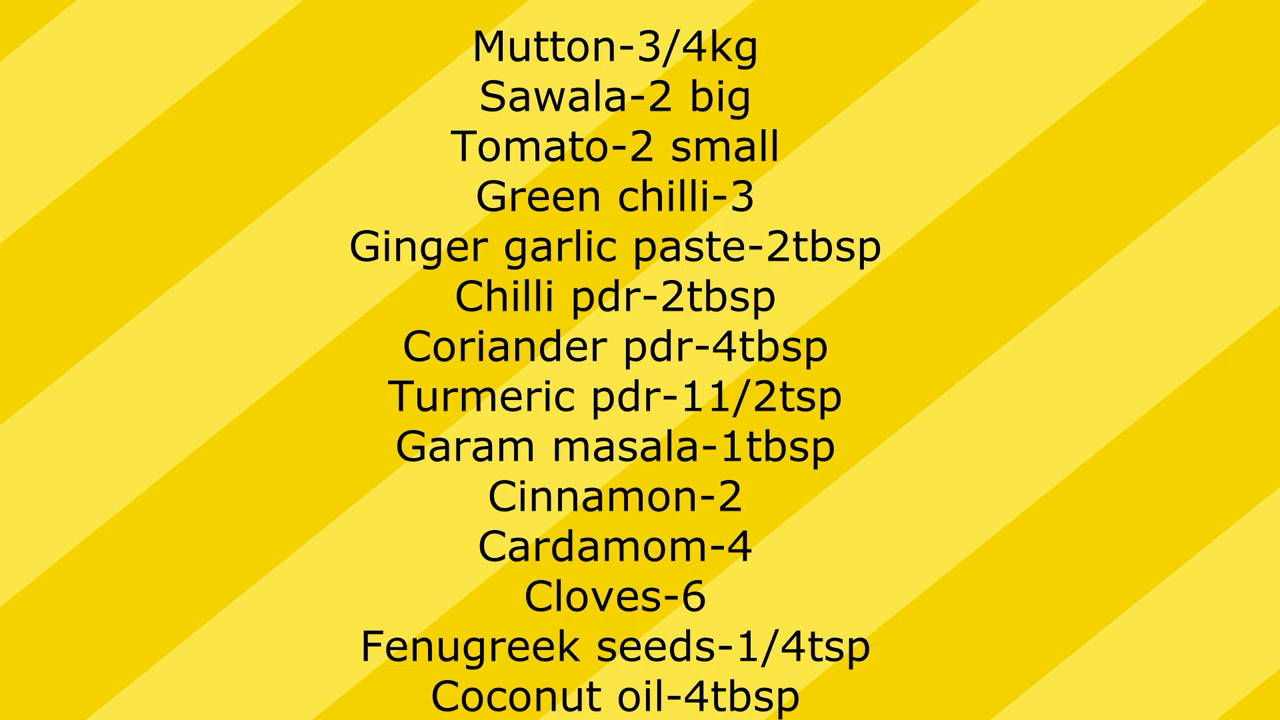 Mutton-3/4kg
Sawala-2 big
Tomato-2 small
Green chilli-3
Ginger garlic paste-2tbsp
Chilli pdr-2tbsp
Coriander pdr-4tbsp
Turmeric pdr-11/2tsp
Garam masala-1tbsp
Cinnamon-2
Cardamom-4
Cloves-6
Fenugreek seeds-1/4tsp
Coconut oil-4tbsp